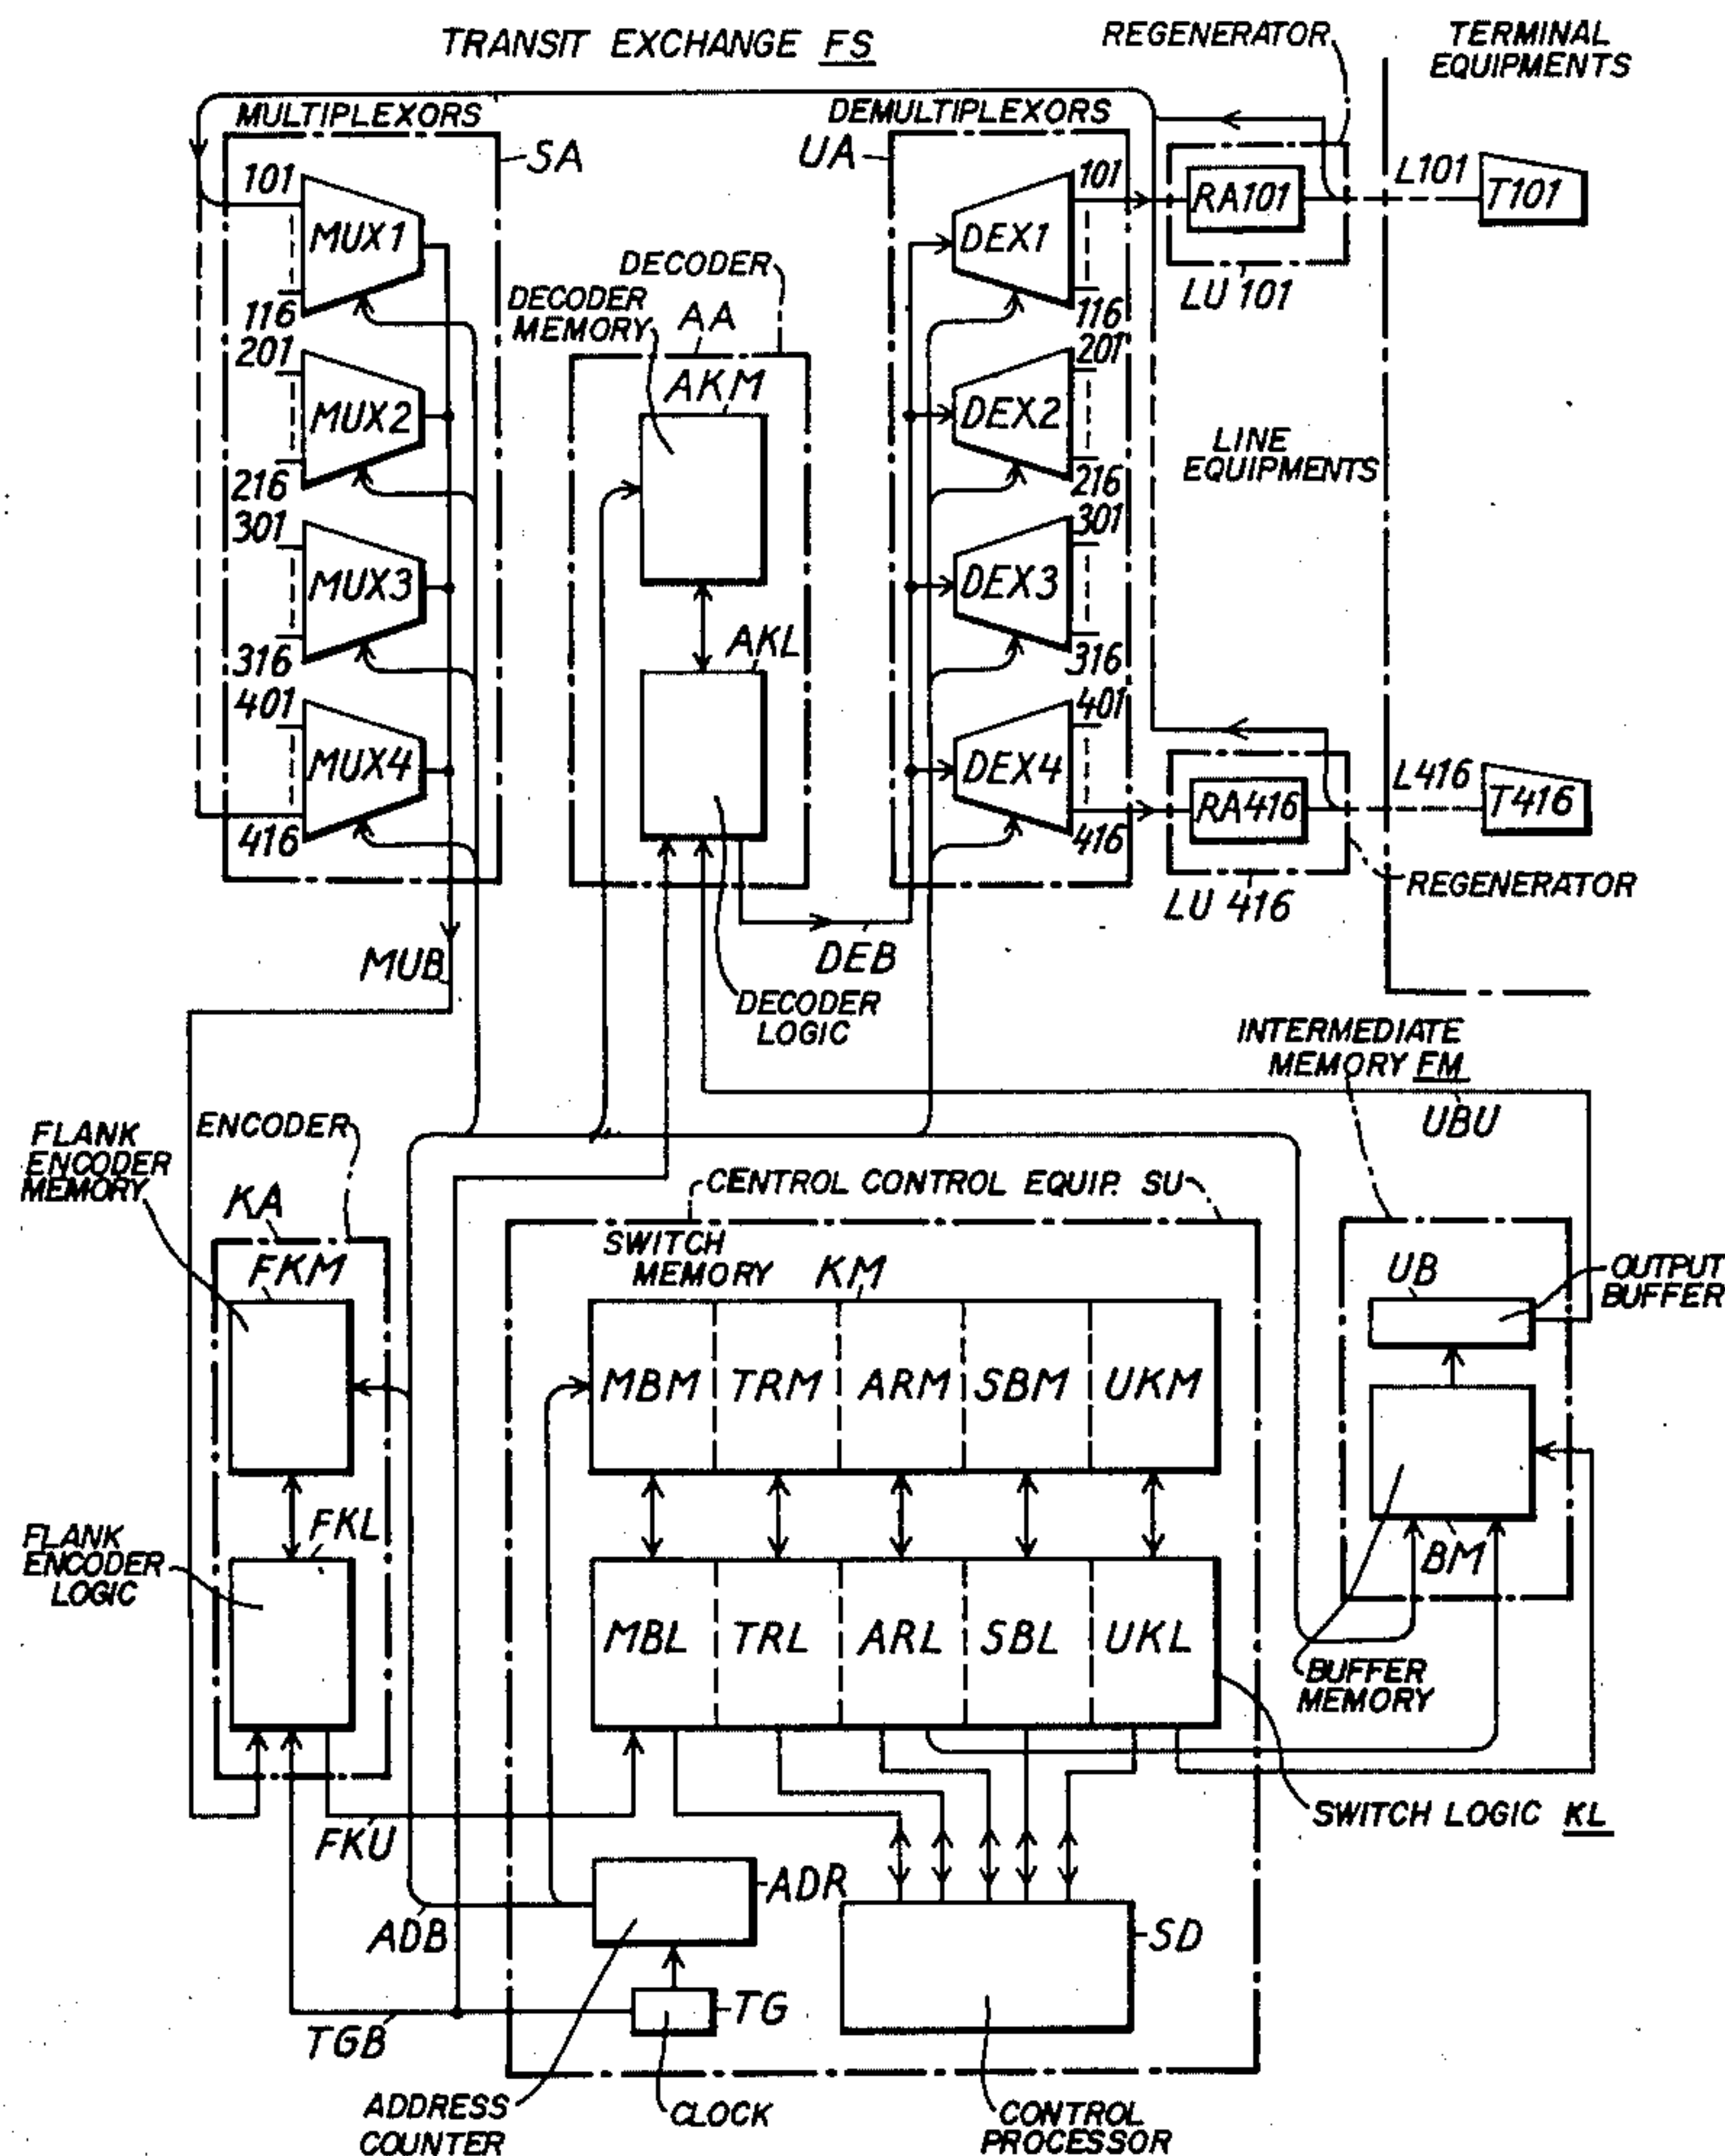 TRANSIT EXCHANGE FS
REGENERATOR
TERMINAL
EQUIPMENTS
MULTIPLEXORS
SA
101
MUX1
116
201
MUX2
216
301
MUX3
316
401
MUX4
416
MUB
DECODER
DECODER
MEMORY
AA
AKM
AKL
DECODER
LOGIC
DEB
DEMULTIPLEXORS
UA
101
DEX1
116
201
DEX2
216
301
DEX3
316
401
DEX4
416
RA101
LU 101
L101
T101
LINE
EQUIPMENTS
RA416
LU 416
L416
T416
REGENERATOR
INTERMEDIATE
MEMORY FM
UBU
FLANK
ENCODER
MEMORY
ENCODER
KA
FKM
FKL
FLANK
ENCODER
LOGIC
FKU
CENTROL CONTROL EQUIP. SU
SWITCH
MEMORY
KM
MBM
TRM
ARM
SBM
UKM
MBL
TRL
ARL
SBL
UKL
UB
OUTPUT
BUFFER
BM
BUFFER
MEMORY
SWITCH LOGIC KL
ADR
ADB
SD
TG
TGB
ADDRESS
COUNTER
CLOCK
CONTROL
PROCESSOR